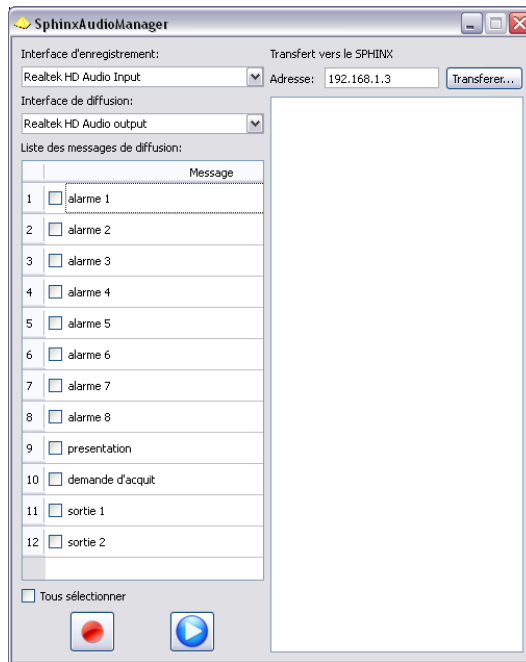 SphinxAudioManager
Interface d'enregistrement:
Realtek HD Audio Input
Interface de diffusion:
Realtek HD Audio output
Liste des messages de diffusion:
Message
1 alarme 1
2 alarme 2
3 alarme 3
4 alarme 4
5 alarme 5
6 alarme 6
7 alarme 7
8 alarme 8
9 presentation
10 demande d'acquit
11 sortie 1
12 sortie 2
Tous sélectionner
Transfert vers le SPHINX
Adresse: 192.168.1.3 Transferer...